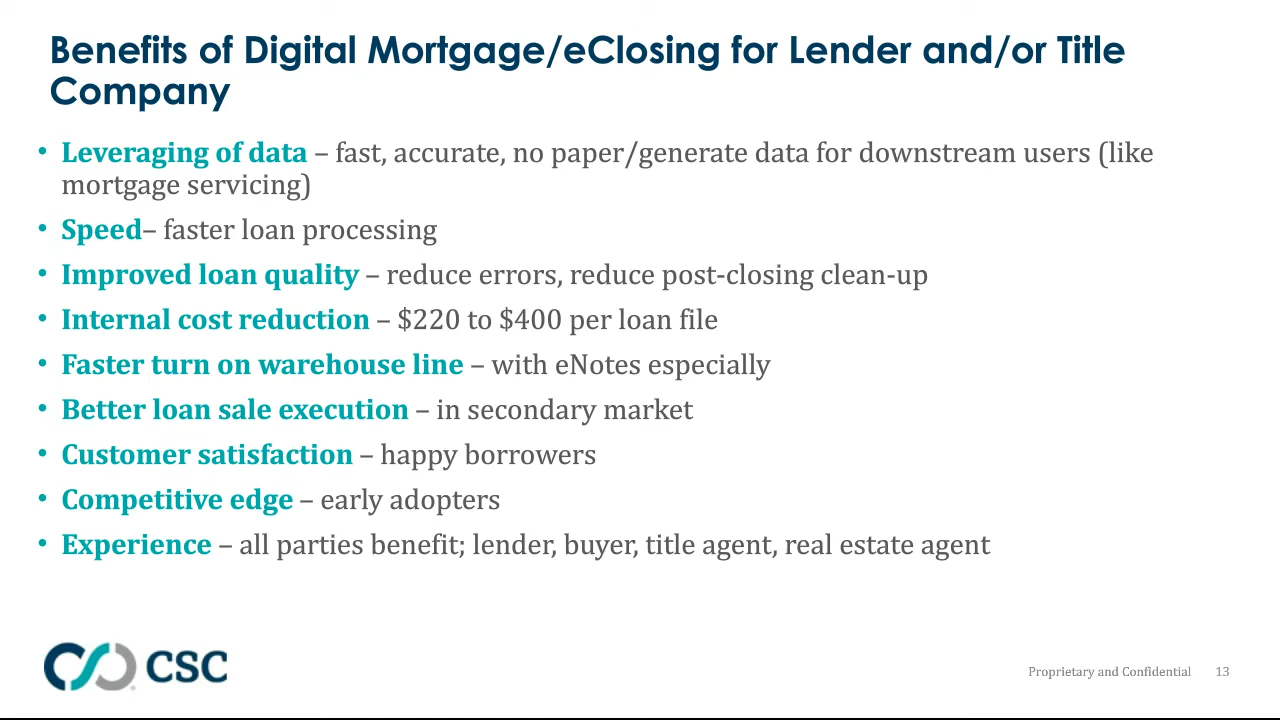 Benefits of Digital Mortgage/eClosing for Lender and/or Title
Company
• Leveraging of data – fast, accurate, no paper/generate data for downstream users (like
mortgage servicing)
• Speed– faster loan processing
• Improved loan quality – reduce errors, reduce post-closing clean-up
• Internal cost reduction – $220 to $400 per loan file
• Faster turn on warehouse line – with eNotes especially
• Better loan sale execution – in secondary market
• Customer satisfaction – happy borrowers
• Competitive edge – early adopters
• Experience – all parties benefit; lender, buyer, title agent, real estate agent
CSC
Proprietary and Confidential 13